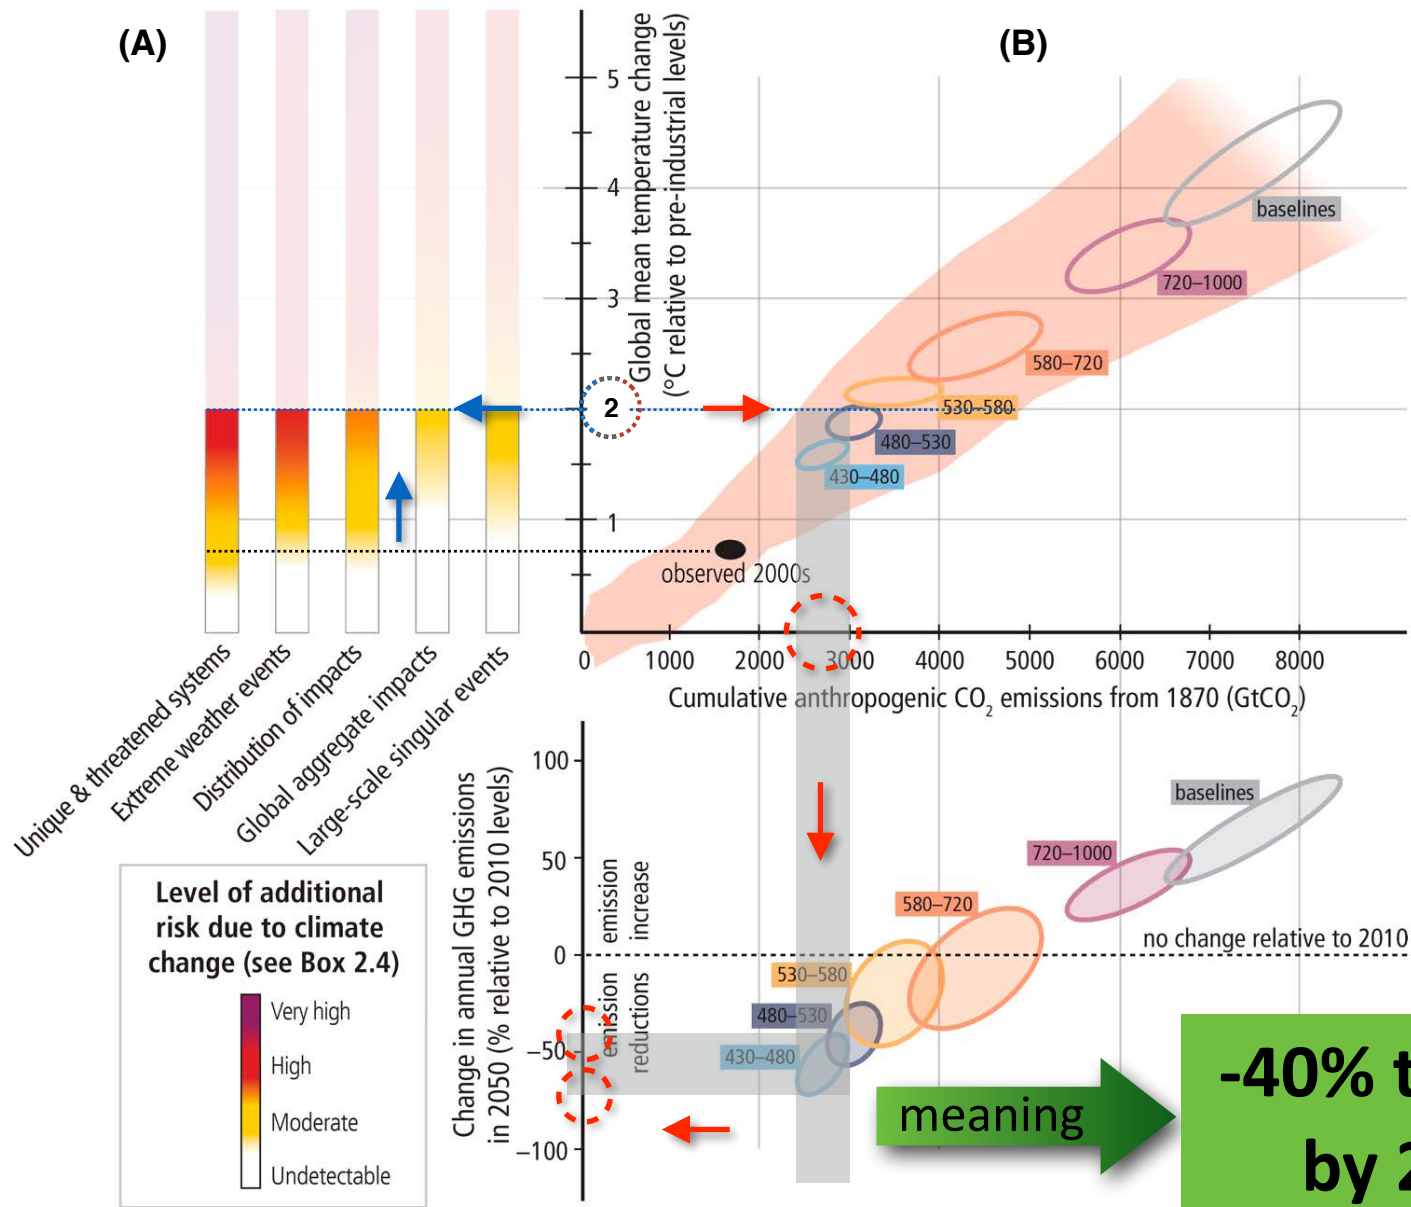 (A)
(B)
Global mean temperature change
(°C relative to pre-industrial levels)
5
4
3
2
1
baselines
720–1000
580–720
530–580
480–530
430–480
observed 2000s
0 1000 2000 3000 4000 5000 6000 7000 8000
Cumulative anthropogenic CO₂ emissions from 1870 (GtCO₂)
Unique & threatened systems
Extreme weather events
Distribution of impacts
Global aggregate impacts
Large-scale singular events
Level of additional
risk due to climate
change (see Box 2.4)
Very high
High
Moderate
Undetectable
Change in annual GHG emissions
in 2050 (% relative to 2010 levels)
100
50
0
–50
–100
emission
increase
emission
reductions
baselines
720–1000
580–720
no change relative to 2010
530–580
480–530
430–480
meaning
-40% t
by 2